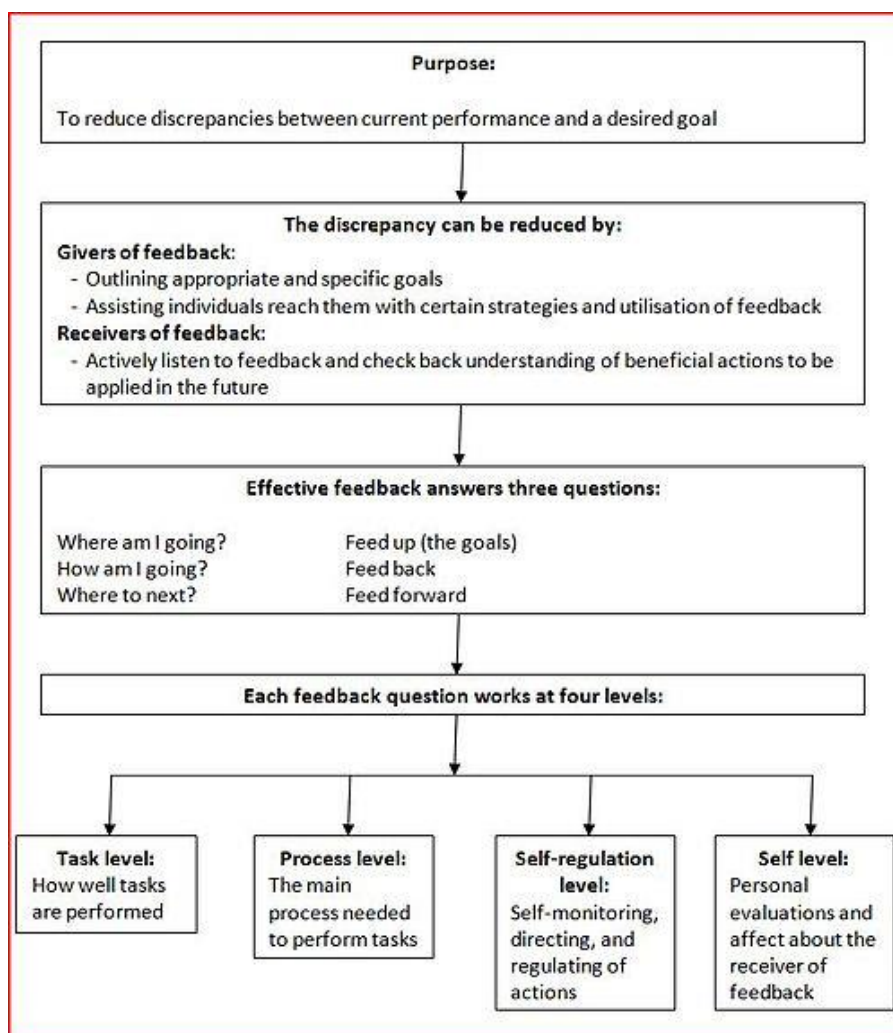 Purpose:
To reduce discrepancies between current performance and a desired goal
The discrepancy can be reduced by:
Givers of feedback:
- Outlining appropriate and specific goals
- Assisting individuals reach them with certain strategies and utilisation of feedback
Receivers of feedback:
- Actively listen to feedback and check back understanding of beneficial actions to be
applied in the future
Effective feedback answers three questions:
Where am I going? Feed up (the goals)
How am I going? Feed back
Where to next? Feed forward
Each feedback question works at four levels:
Task level:
How well tasks
are performed
Process level:
The main
process needed
to perform tasks
Self-regulation
level:
Self-monitoring,
directing, and
regulating of
actions
Self level:
Personal
evaluations and
affect about the
receiver of
feedback